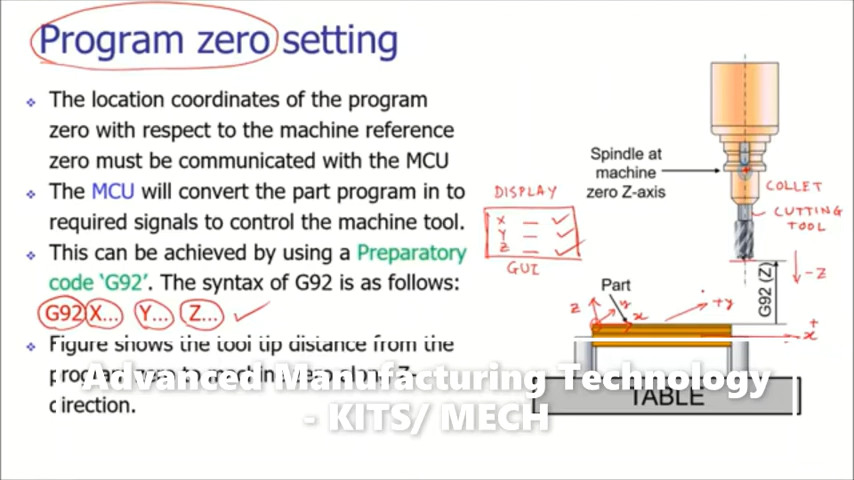 Program zero setting
The location coordinates of the program
zero with respect to the machine reference
zero must be communicated with the MCU
The MCU will convert the part program in to
required signals to control the machine tool.
This can be achieved by using a Preparatory
code 'G92'. The syntax of G92 is as follows:
G92 X... Y... Z...
Figure shows the tool tip distance from the
direction.
Spindle at
machine
zero Z-axis
COLLET
CUTTING
TOOL
DISPLAY
X
Y
Z
GUI
Part
G92 (Z)
-Z
Z
Y
X
+Y
+
X
TABLE
Advanced Manufacturing Technology
- KITS/ MECH